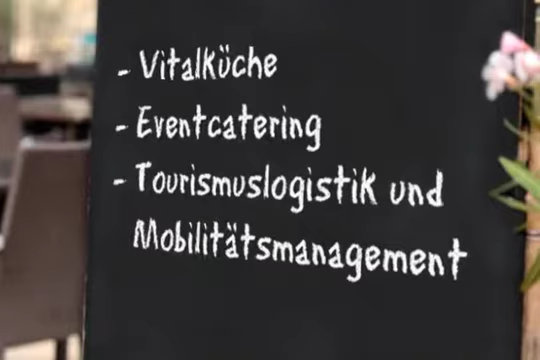 - Vitalküche
- Eventcatering
- Tourismuslogistik und
Mobilitätsmanagement